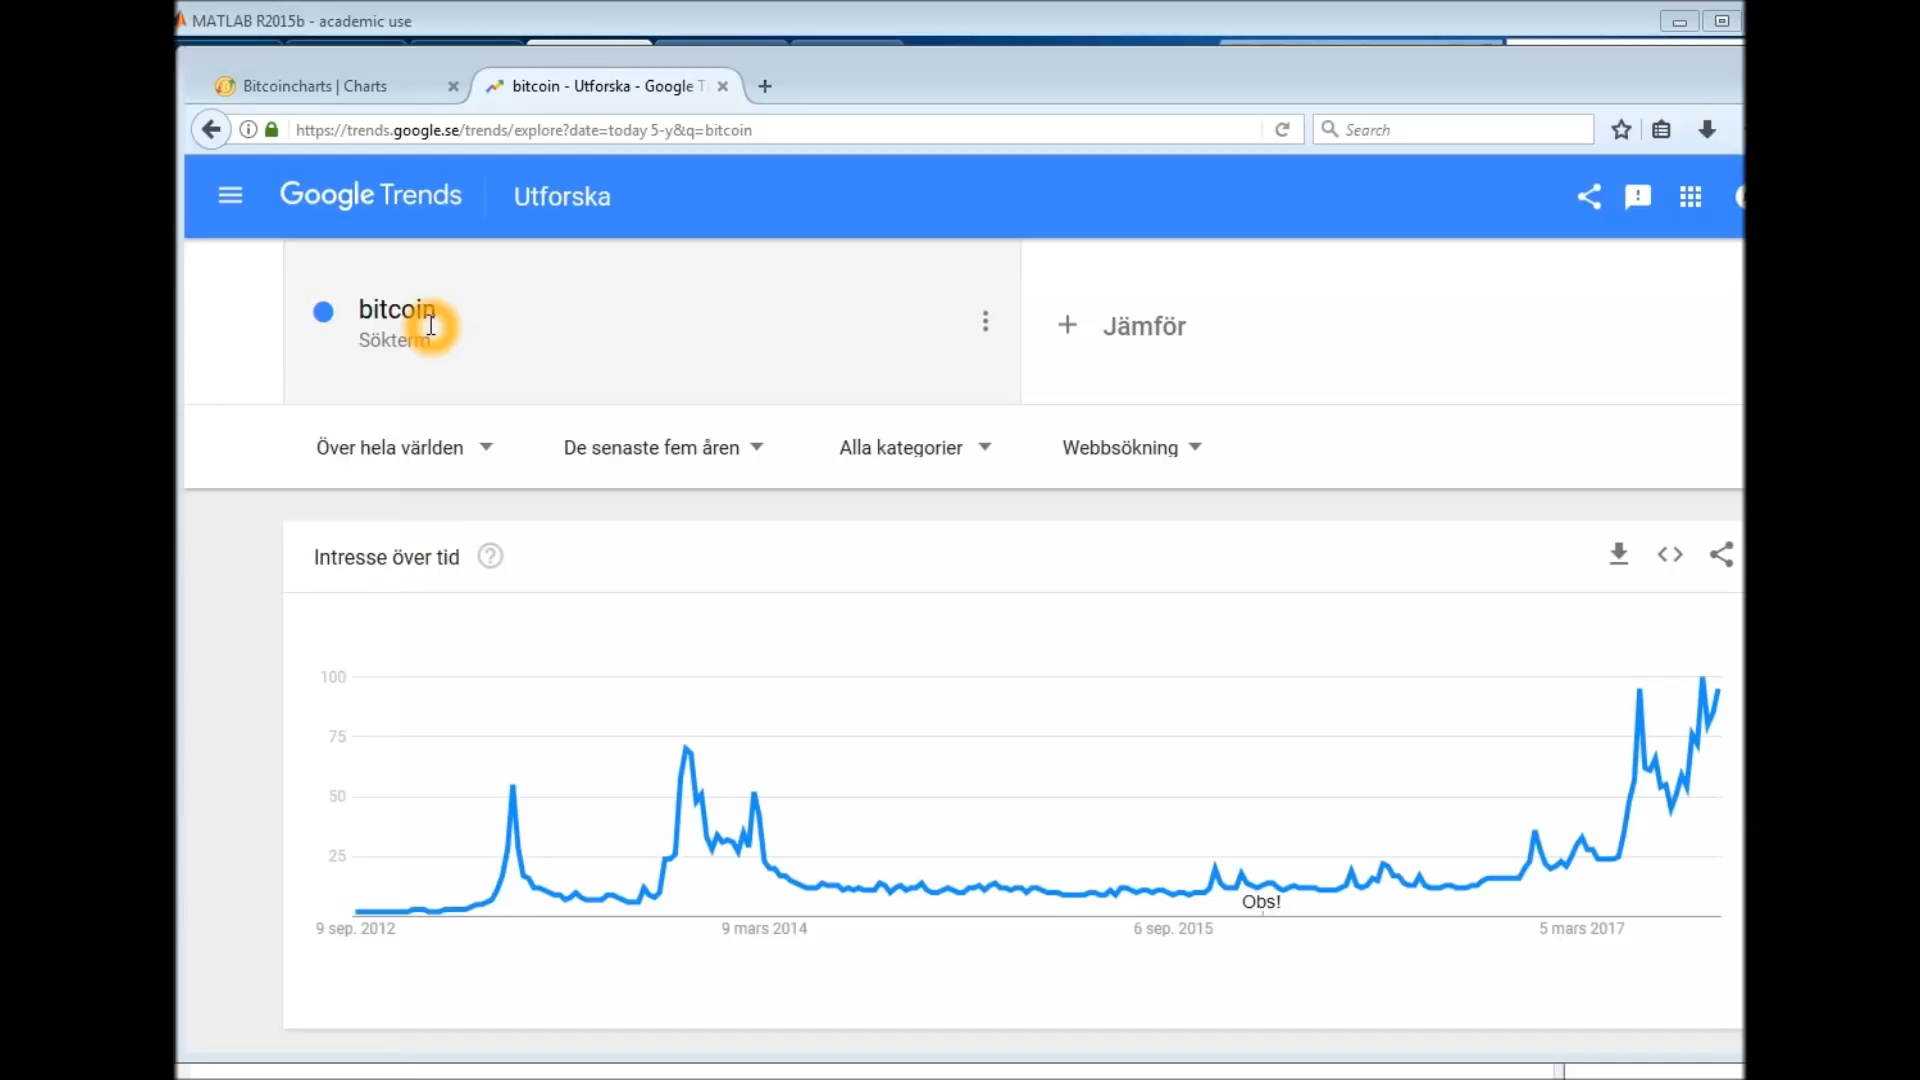 MATLAB R2015b - academic use
Bitcoincharts | Charts
bitcoin - Utforska - Google T
https://trends.google.se/trends/explore?date=today 5-y&q=bitcoin
Search
Google Trends
Utforska
bitcoin
Sökterm
+ Jämför
Över hela världen
De senaste fem åren
Alla kategorier
Webbsökning
Intresse över tid
100
75
50
25
Obs!
9 sep. 2012
9 mars 2014
6 sep. 2015
5 mars 2017